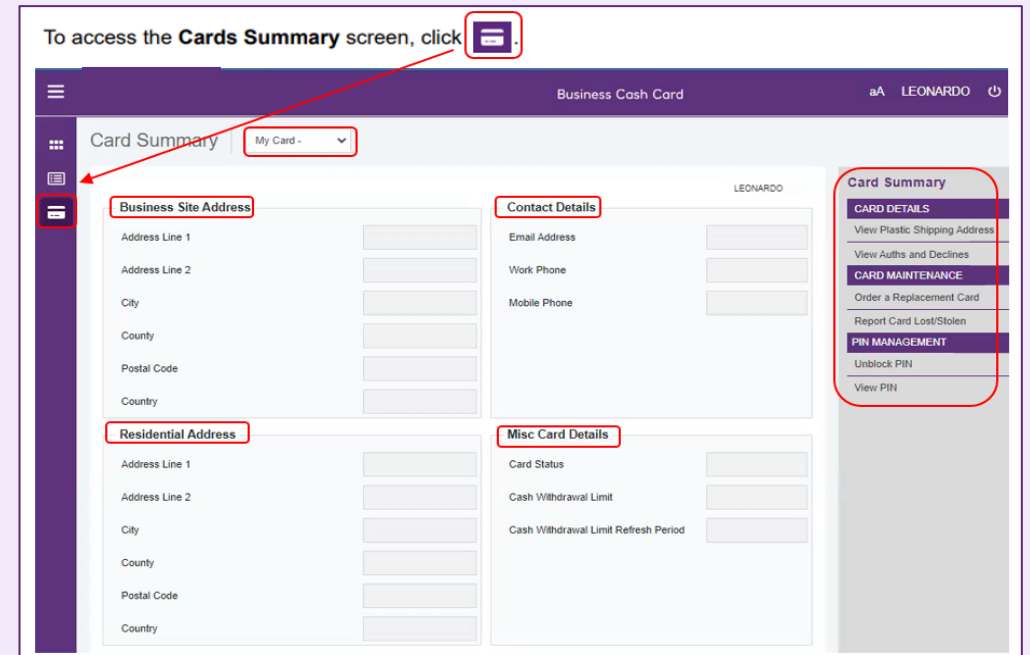 To access the Cards Summary screen, click .
Business Cash Card
aA LEONARDO
Card Summary
My Card -
LEONARDO
Business Site Address
Address Line 1
Address Line 2
City
County
Postal Code
Country
Contact Details
Email Address
Work Phone
Mobile Phone
Residential Address
Address Line 1
Address Line 2
City
County
Postal Code
Country
Misc Card Details
Card Status
Cash Withdrawal Limit
Cash Withdrawal Limit Refresh Period
Card Summary
CARD DETAILS
View Plastic Shipping Address
View Auths and Declines
CARD MAINTENANCE
Order a Replacement Card
Report Card Lost/Stolen
PIN MANAGEMENT
Unblock PIN
View PIN